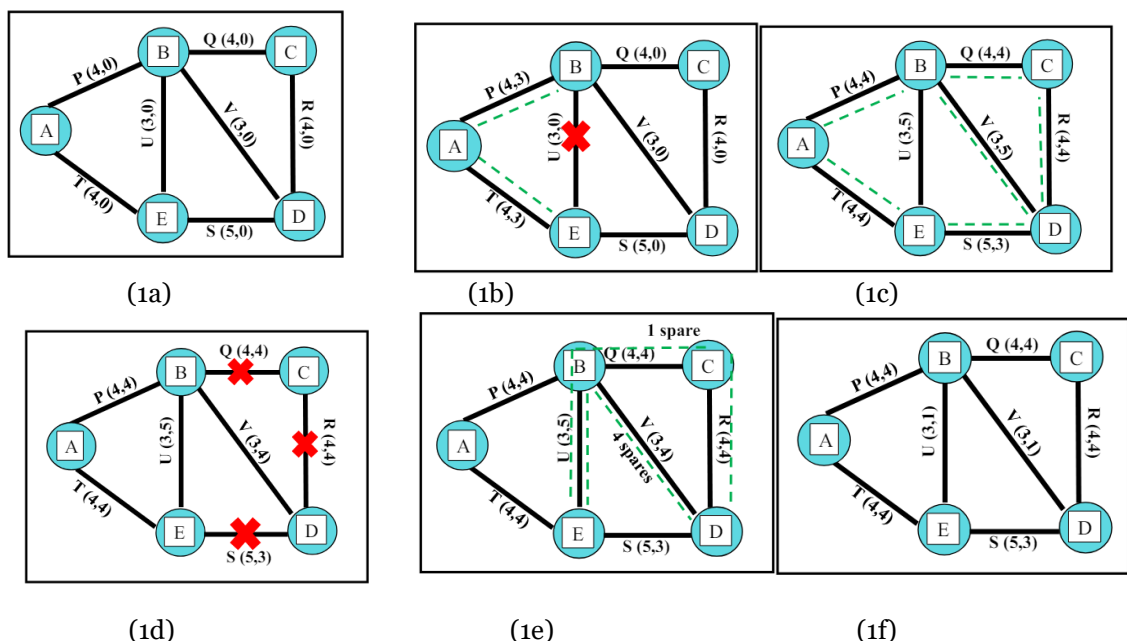 B
Q (4,0)
C
P (4,0)
A
U (3,0)
V (3,0)
R (4,0)
T (4,0)
E
S (5,0)
D
(1a)
B
Q (4,0)
C
P (4,3)
A
U (3,0)
V (3,0)
R (4,0)
T (4,3)
E
S (5,0)
D
(1b)
B
Q (4,4)
C
P (4,4)
A
U (3,5)
V (3,5)
R (4,4)
T (4,4)
E
S (5,3)
D
(1c)
Q (4,4)
B
C
P (4,4)
A
U (3,5)
V (3,4)
R (4,4)
T (4,4)
E
D
S (5,3)
(1d)
1 spare
Q (4,4)
B
C
P (4,4)
A
U (3,5)
V (3,4)
4 spares
R (4,4)
T (4,4)
E
S (5,3)
D
(1e)
Q (4,4)
B
C
P (4,4)
A
U (3,1)
V (3,1)
R (4,4)
T (4,4)
E
S (5,3)
D
(1f)